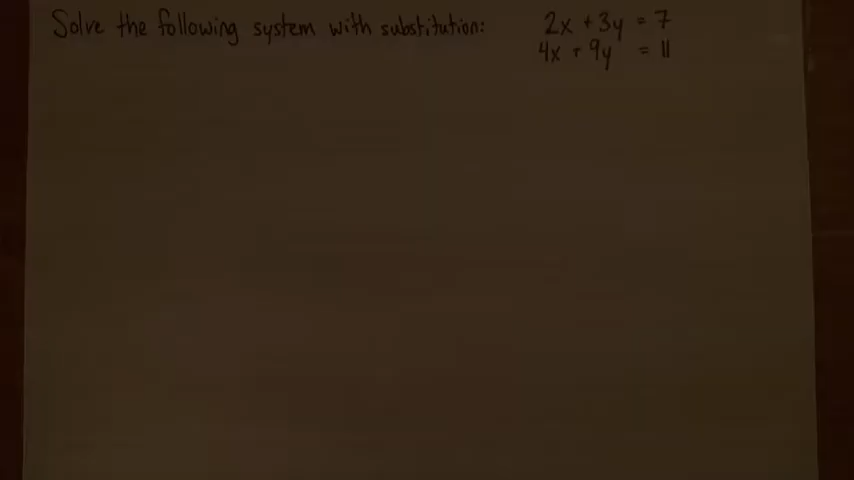 Solve the following system with substitution: 2x + 3y = 7
4x + 9y = 11